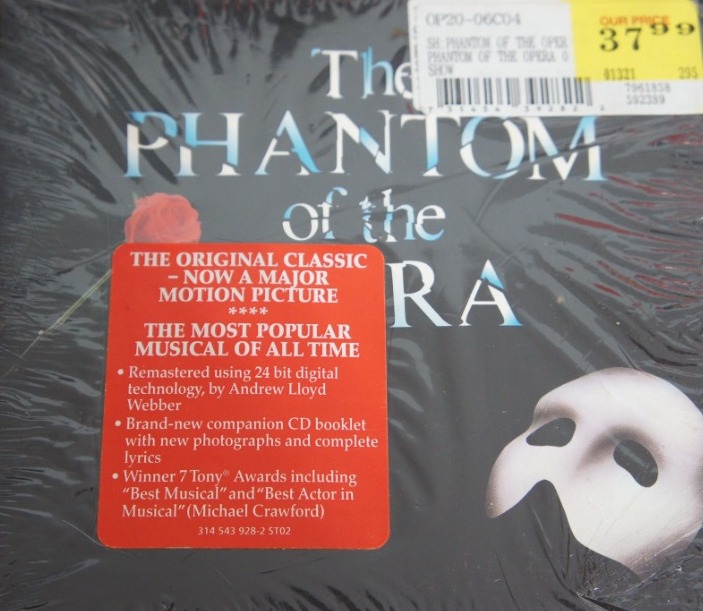 OP20-06C04
OUR PRICE
37.99
SH:PHANTOM OF THE OPER
PHANTOM OF THE OPERA O
SHOW
01321 295
7961858
592389
The
PHANTOM
of the
RA
THE ORIGINAL CLASSIC
– NOW A MAJOR
MOTION PICTURE
****
THE MOST POPULAR
MUSICAL OF ALL TIME
• Remastered using 24 bit digital
technology, by Andrew Lloyd
Webber
• Brand-new companion CD booklet
with new photographs and complete
lyrics
• Winner 7 Tony® Awards including
“Best Musical” and “Best Actor in
Musical” (Michael Crawford)
314 543 928-2 ST02